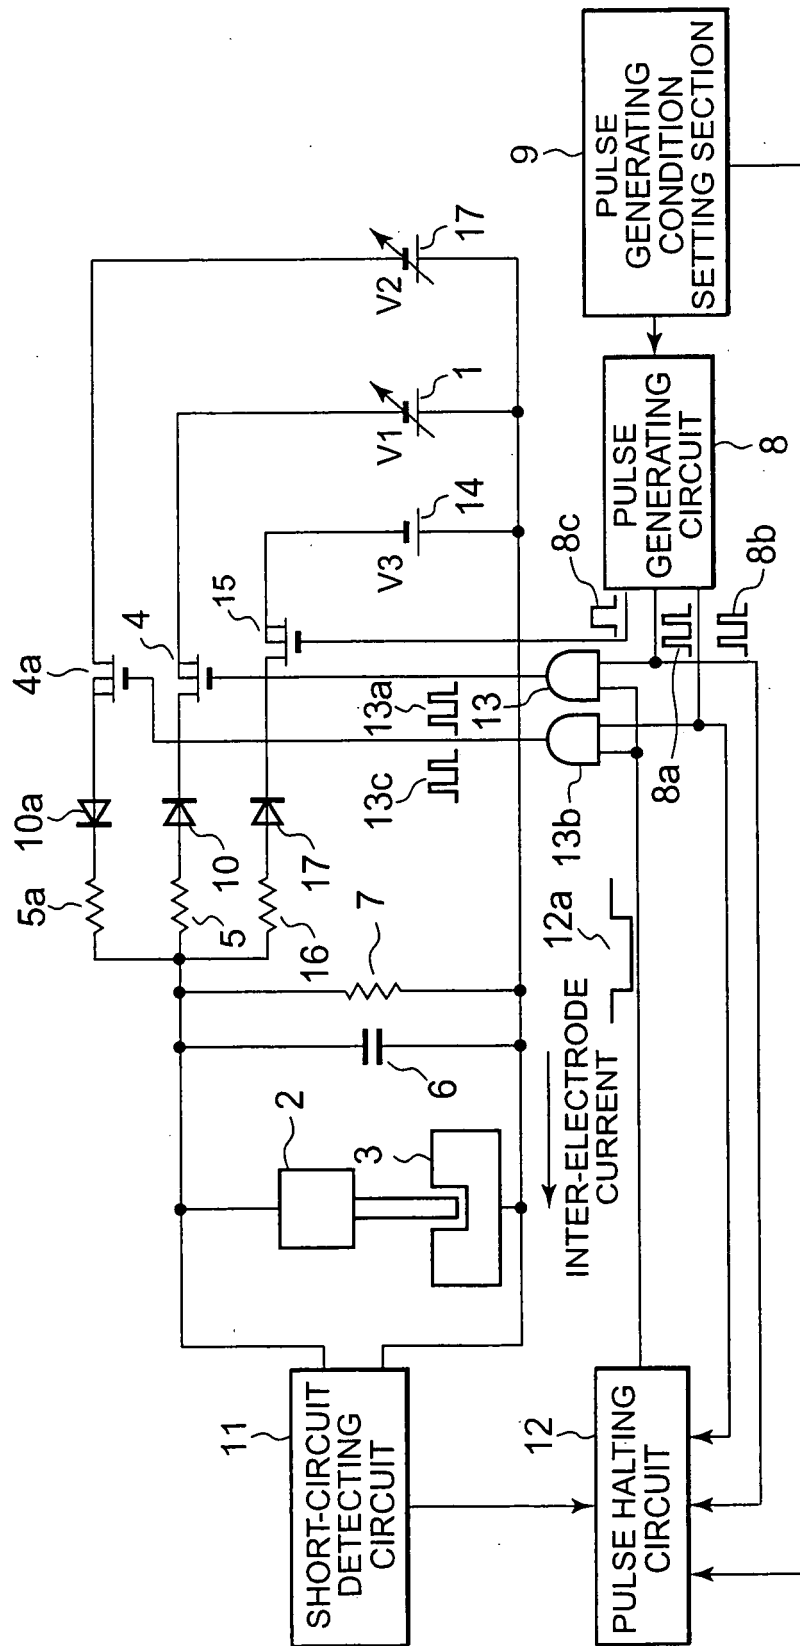 11
SHORT-CIRCUIT
DETECTING
CIRCUIT
2
3
6
7
5a
10a
4a
5
10
4
16
17
15
V3
14
V1
1
V2
17
INTER-ELECTRODE
CURRENT
12a
13c
13a
13b
13
8c
8a
8b
12
PULSE HALTING
CIRCUIT
PULSE
GENERATING
CIRCUIT
8
9
PULSE
GENERATING
CONDITION
SETTING SECTION